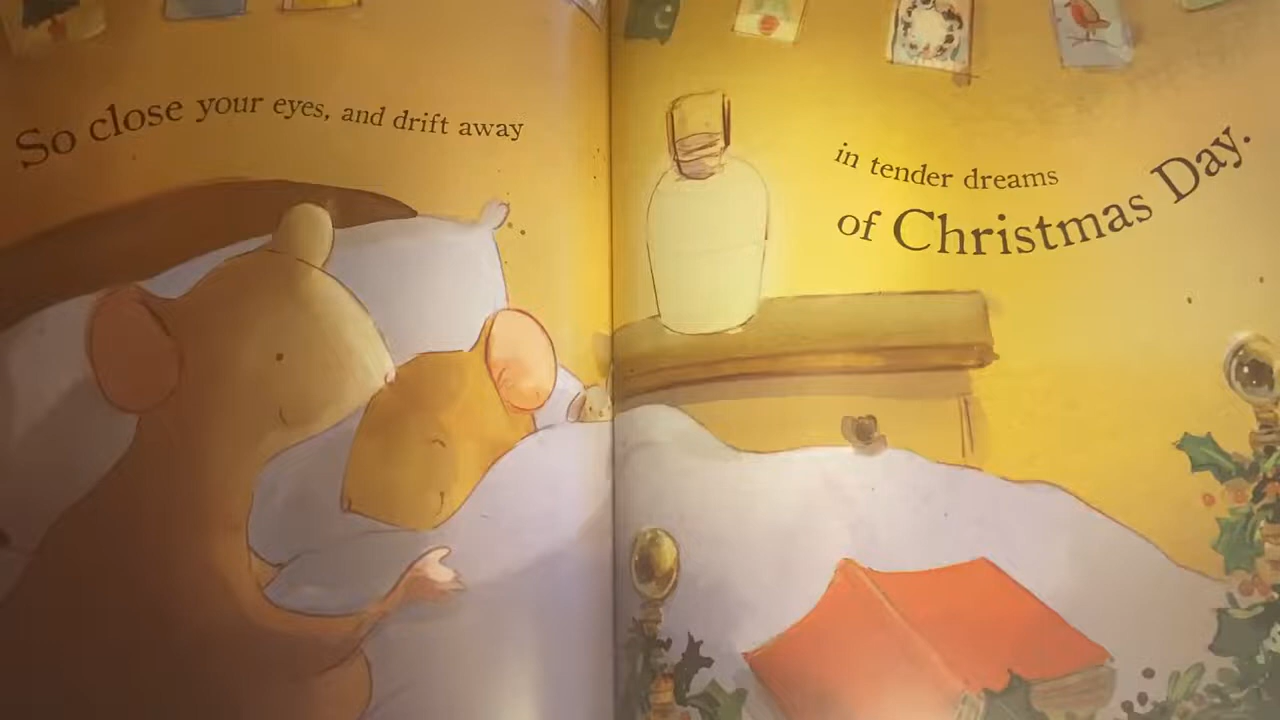 So close your eyes, and drift away
in tender dreams
of Christmas Day.